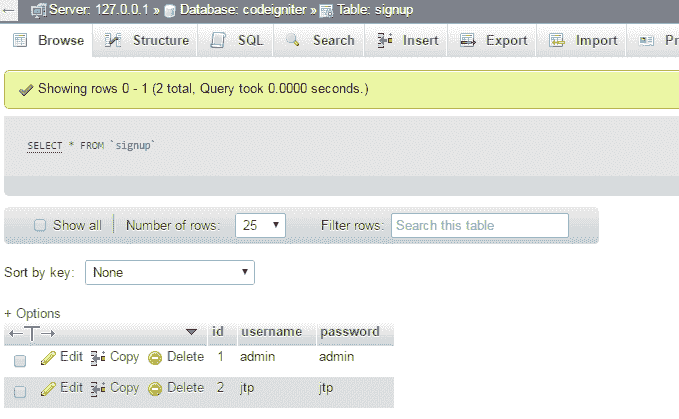 Server: 127.0.0.1 » Database: codeigniter » Table: signup
Browse Structure SQL Search Insert Export Import Pr
Showing rows 0 - 1 (2 total, Query took 0.0000 seconds.)
SELECT * FROM `signup`
Show all Number of rows: 25 Filter rows: Search this table
Sort by key: None
+ Options
id username password
Edit Copy Delete 1 admin admin
Edit Copy Delete 2 jtp jtp